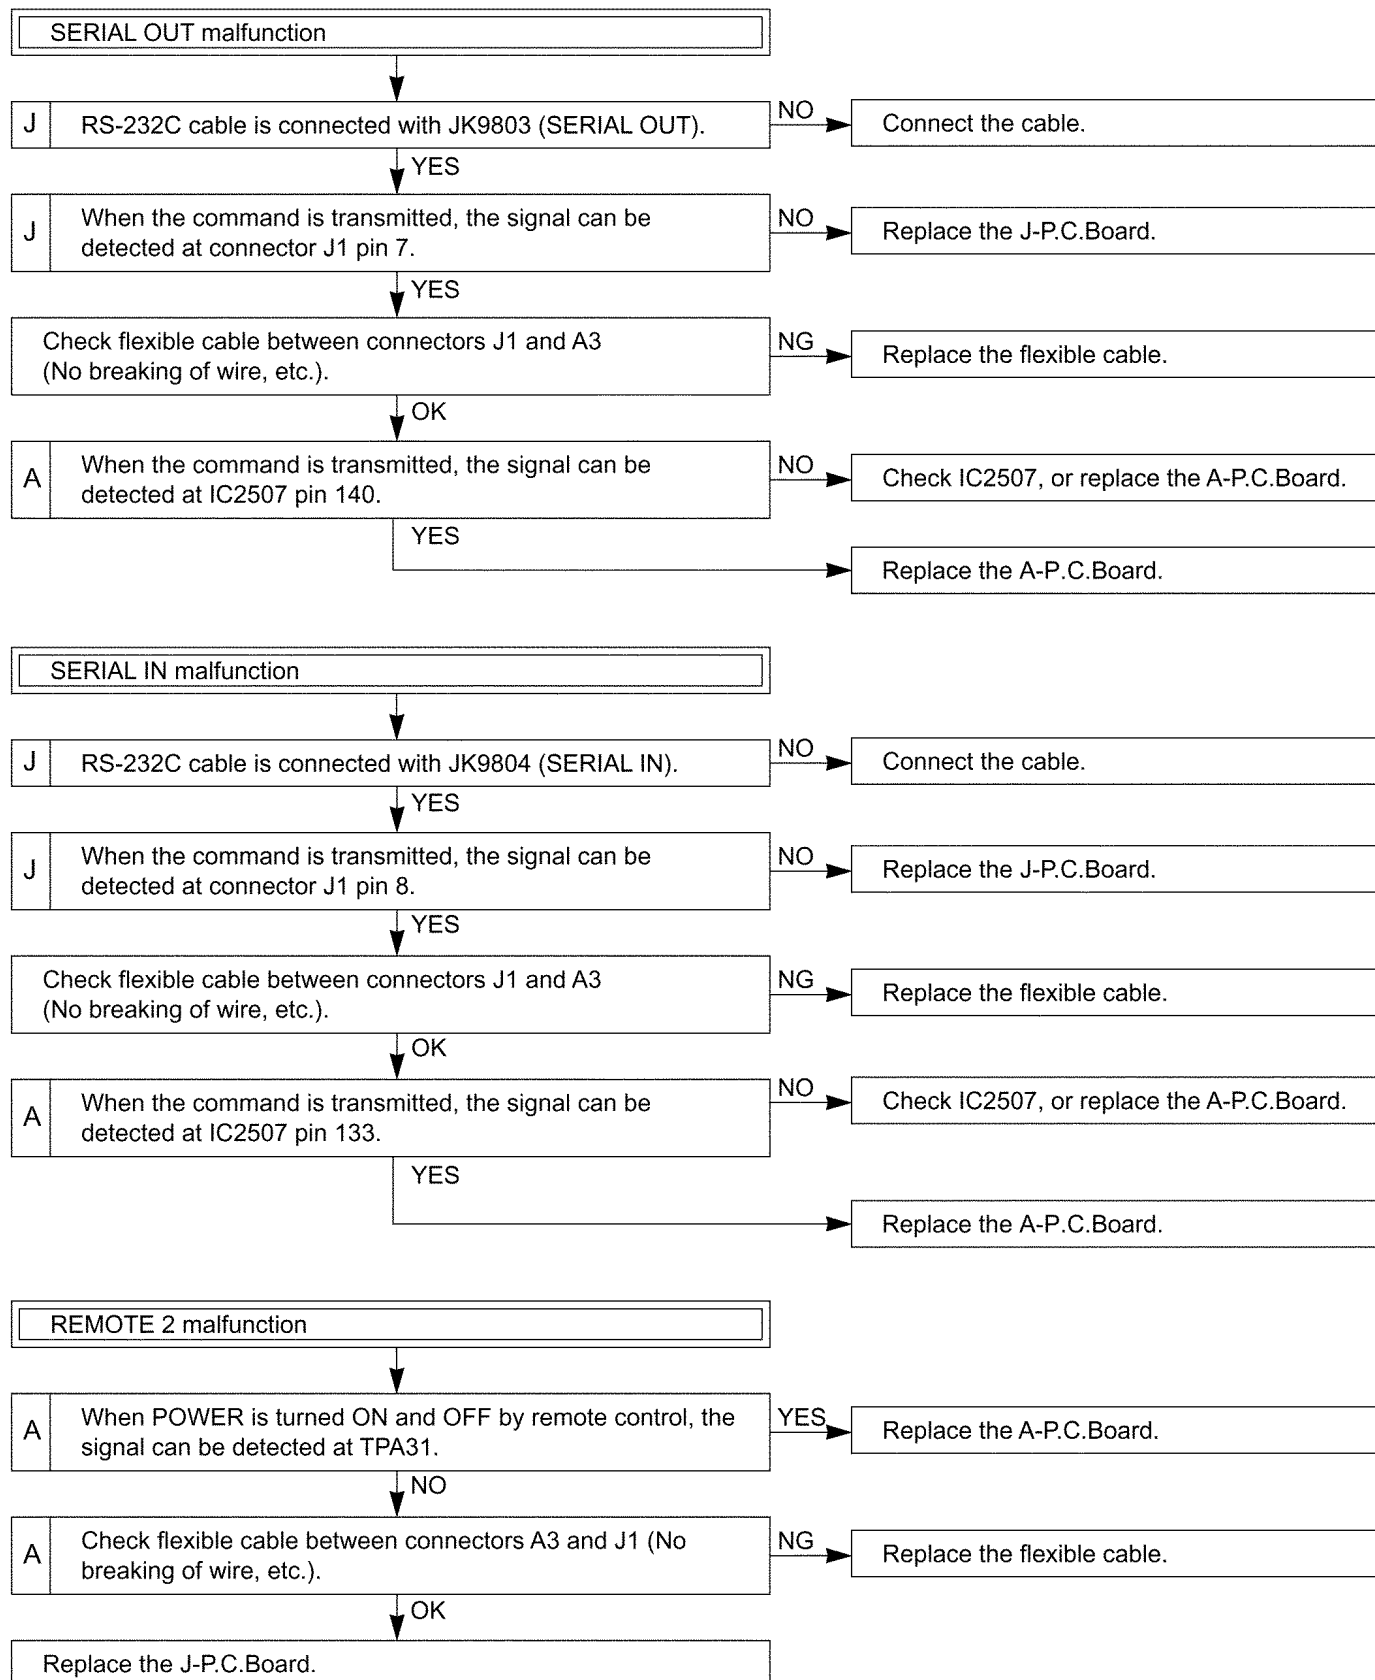 SERIAL OUT malfunction
J
RS-232C cable is connected with JK9803 (SERIAL OUT).
NO
Connect the cable.
YES
J
When the command is transmitted, the signal can be
detected at connector J1 pin 7.
NO
Replace the J-P.C.Board.
YES
Check flexible cable between connectors J1 and A3
(No breaking of wire, etc.).
NG
Replace the flexible cable.
OK
A
When the command is transmitted, the signal can be
detected at IC2507 pin 140.
NO
Check IC2507, or replace the A-P.C.Board.
YES
Replace the A-P.C.Board.
SERIAL IN malfunction
J
RS-232C cable is connected with JK9804 (SERIAL IN).
NO
Connect the cable.
YES
J
When the command is transmitted, the signal can be
detected at connector J1 pin 8.
NO
Replace the J-P.C.Board.
YES
Check flexible cable between connectors J1 and A3
(No breaking of wire, etc.).
NG
Replace the flexible cable.
OK
A
When the command is transmitted, the signal can be
detected at IC2507 pin 133.
NO
Check IC2507, or replace the A-P.C.Board.
YES
Replace the A-P.C.Board.
REMOTE 2 malfunction
A
When POWER is turned ON and OFF by remote control, the
signal can be detected at TPA31.
YES
Replace the A-P.C.Board.
NO
A
Check flexible cable between connectors A3 and J1 (No
breaking of wire, etc.).
NG
Replace the flexible cable.
OK
Replace the J-P.C.Board.